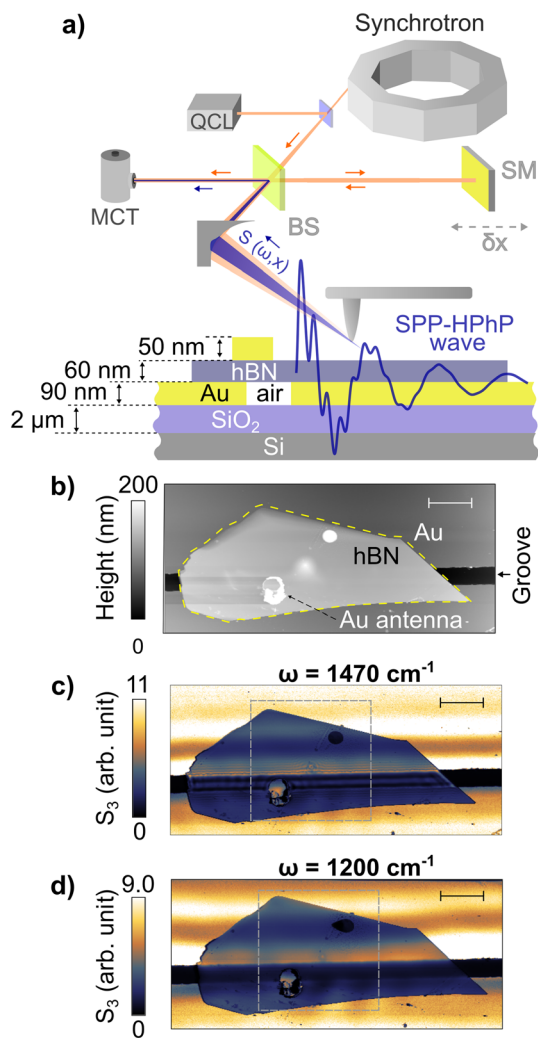 a)
Synchrotron
QCL
MCT
BS
SM
δx
S (ω,x)
SPP-HPhP
wave
50 nm
60 nm
90 nm
2 μm
hBN
Au
air
SiO₂
Si
b)
200
Height (nm)
0
Au
hBN
Au antenna
Groove
c)
ω = 1470 cm⁻¹
11
S₃ (arb. unit)
0
d)
ω = 1200 cm⁻¹
9.0
S₃ (arb. unit)
0